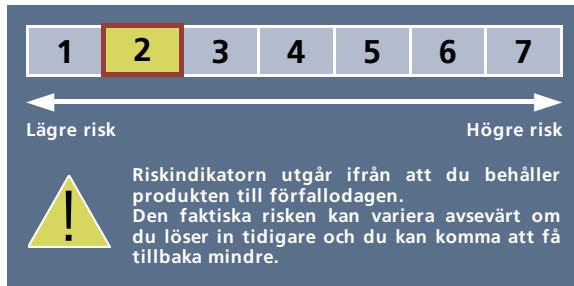 1 2 3 4 5 6 7
Lägre risk Högre risk
!
Riskindikatorn utgår ifrån att du behåller
produkten till förfallodagen.
Den faktiska risken kan variera avsevärt om
du löser in tidigare och du kan komma att få
tillbaka mindre.